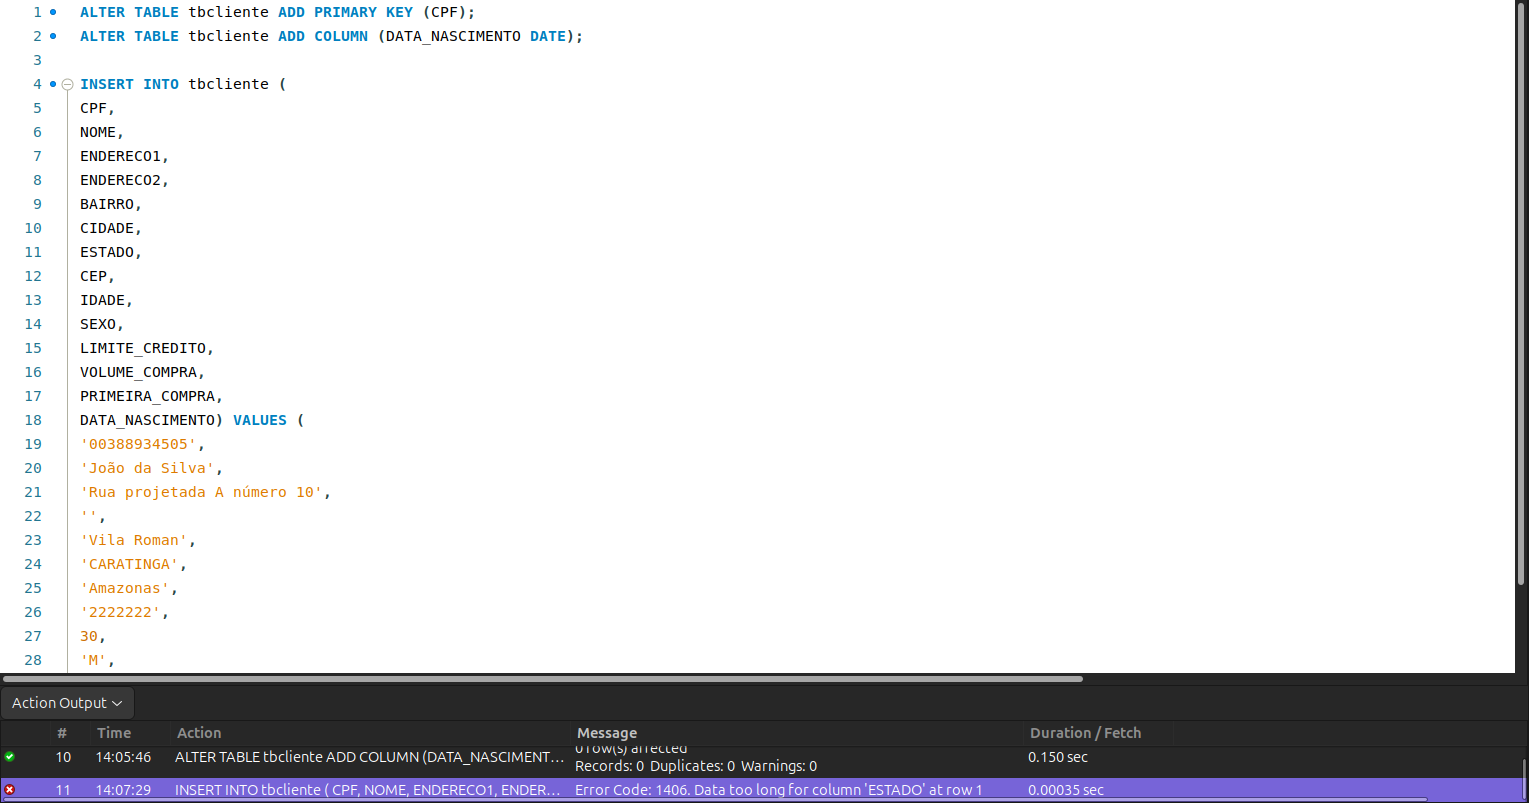 1 ALTER TABLE tbcliente ADD PRIMARY KEY (CPF);
2 ALTER TABLE tbcliente ADD COLUMN (DATA_NASCIMENTO DATE);
3
4 INSERT INTO tbcliente (
5 CPF,
6 NOME,
7 ENDERECO1,
8 ENDERECO2,
9 BAIRRO,
10 CIDADE,
11 ESTADO,
12 CEP,
13 IDADE,
14 SEXO,
15 LIMITE_CREDITO,
16 VOLUME_COMPRA,
17 PRIMEIRA_COMPRA,
18 DATA_NASCIMENTO) VALUES (
19 '00388934505',
20 'João da Silva',
21 'Rua projetada A número 10',
22 '',
23 'Vila Roman',
24 'CARATINGA',
25 'Amazonas',
26 '2222222',
27 30,
28 'M',
Action Output
# Time Action Message Duration / Fetch
0 row(s) affected
10 14:05:46 ALTER TABLE tbcliente ADD COLUMN (DATA_NASCIMENT... 0.150 sec
Records: 0 Duplicates: 0 Warnings: 0
11 14:07:29 INSERT INTO tbcliente ( CPF, NOME, ENDERECO1, ENDER... Error Code: 1406. Data too long for column 'ESTADO' at row 1 0.00035 sec